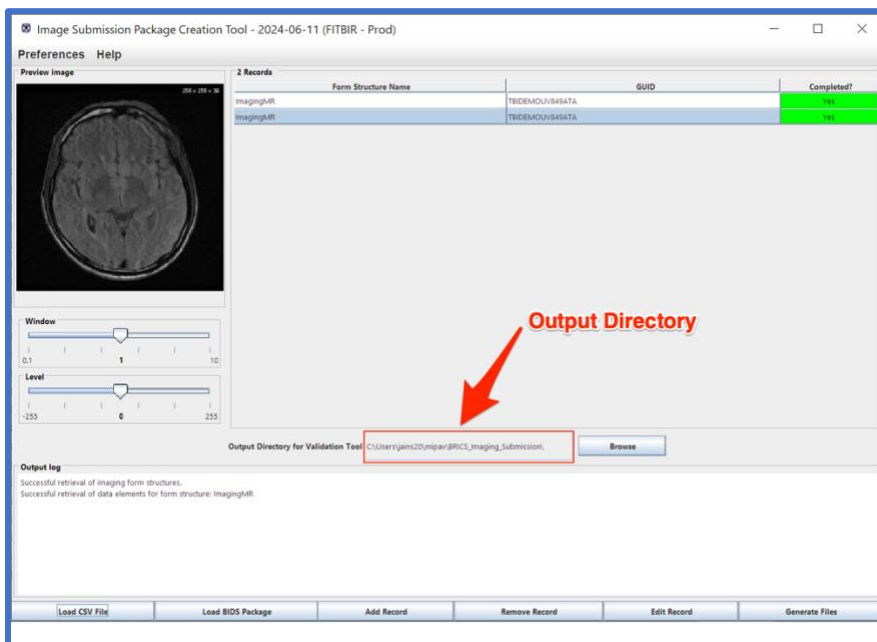 Image Submission Package Creation Tool - 2024-06-11 (FITBIR - Prod)
Preferences Help
Preview image
256 x 256 x 30
2 Records
Form Structure Name GUID Completed?
ImagingMR TBIDEMOUV849ATA Yes
ImagingMR TBIDEMOUV849ATA Yes
Output Directory
Window
0.1 1 10
Level
-255 0 255
Output Directory for Validation Tool C:\Users\jains20\mipav\BRICS_Imaging_Submission\ Browse
Output log
Successful retrieval of imaging form structures.
Successful retrieval of data elements for form structure: ImagingMR
Load CSV File Load BIDS Package Add Record Remove Record Edit Record Generate Files